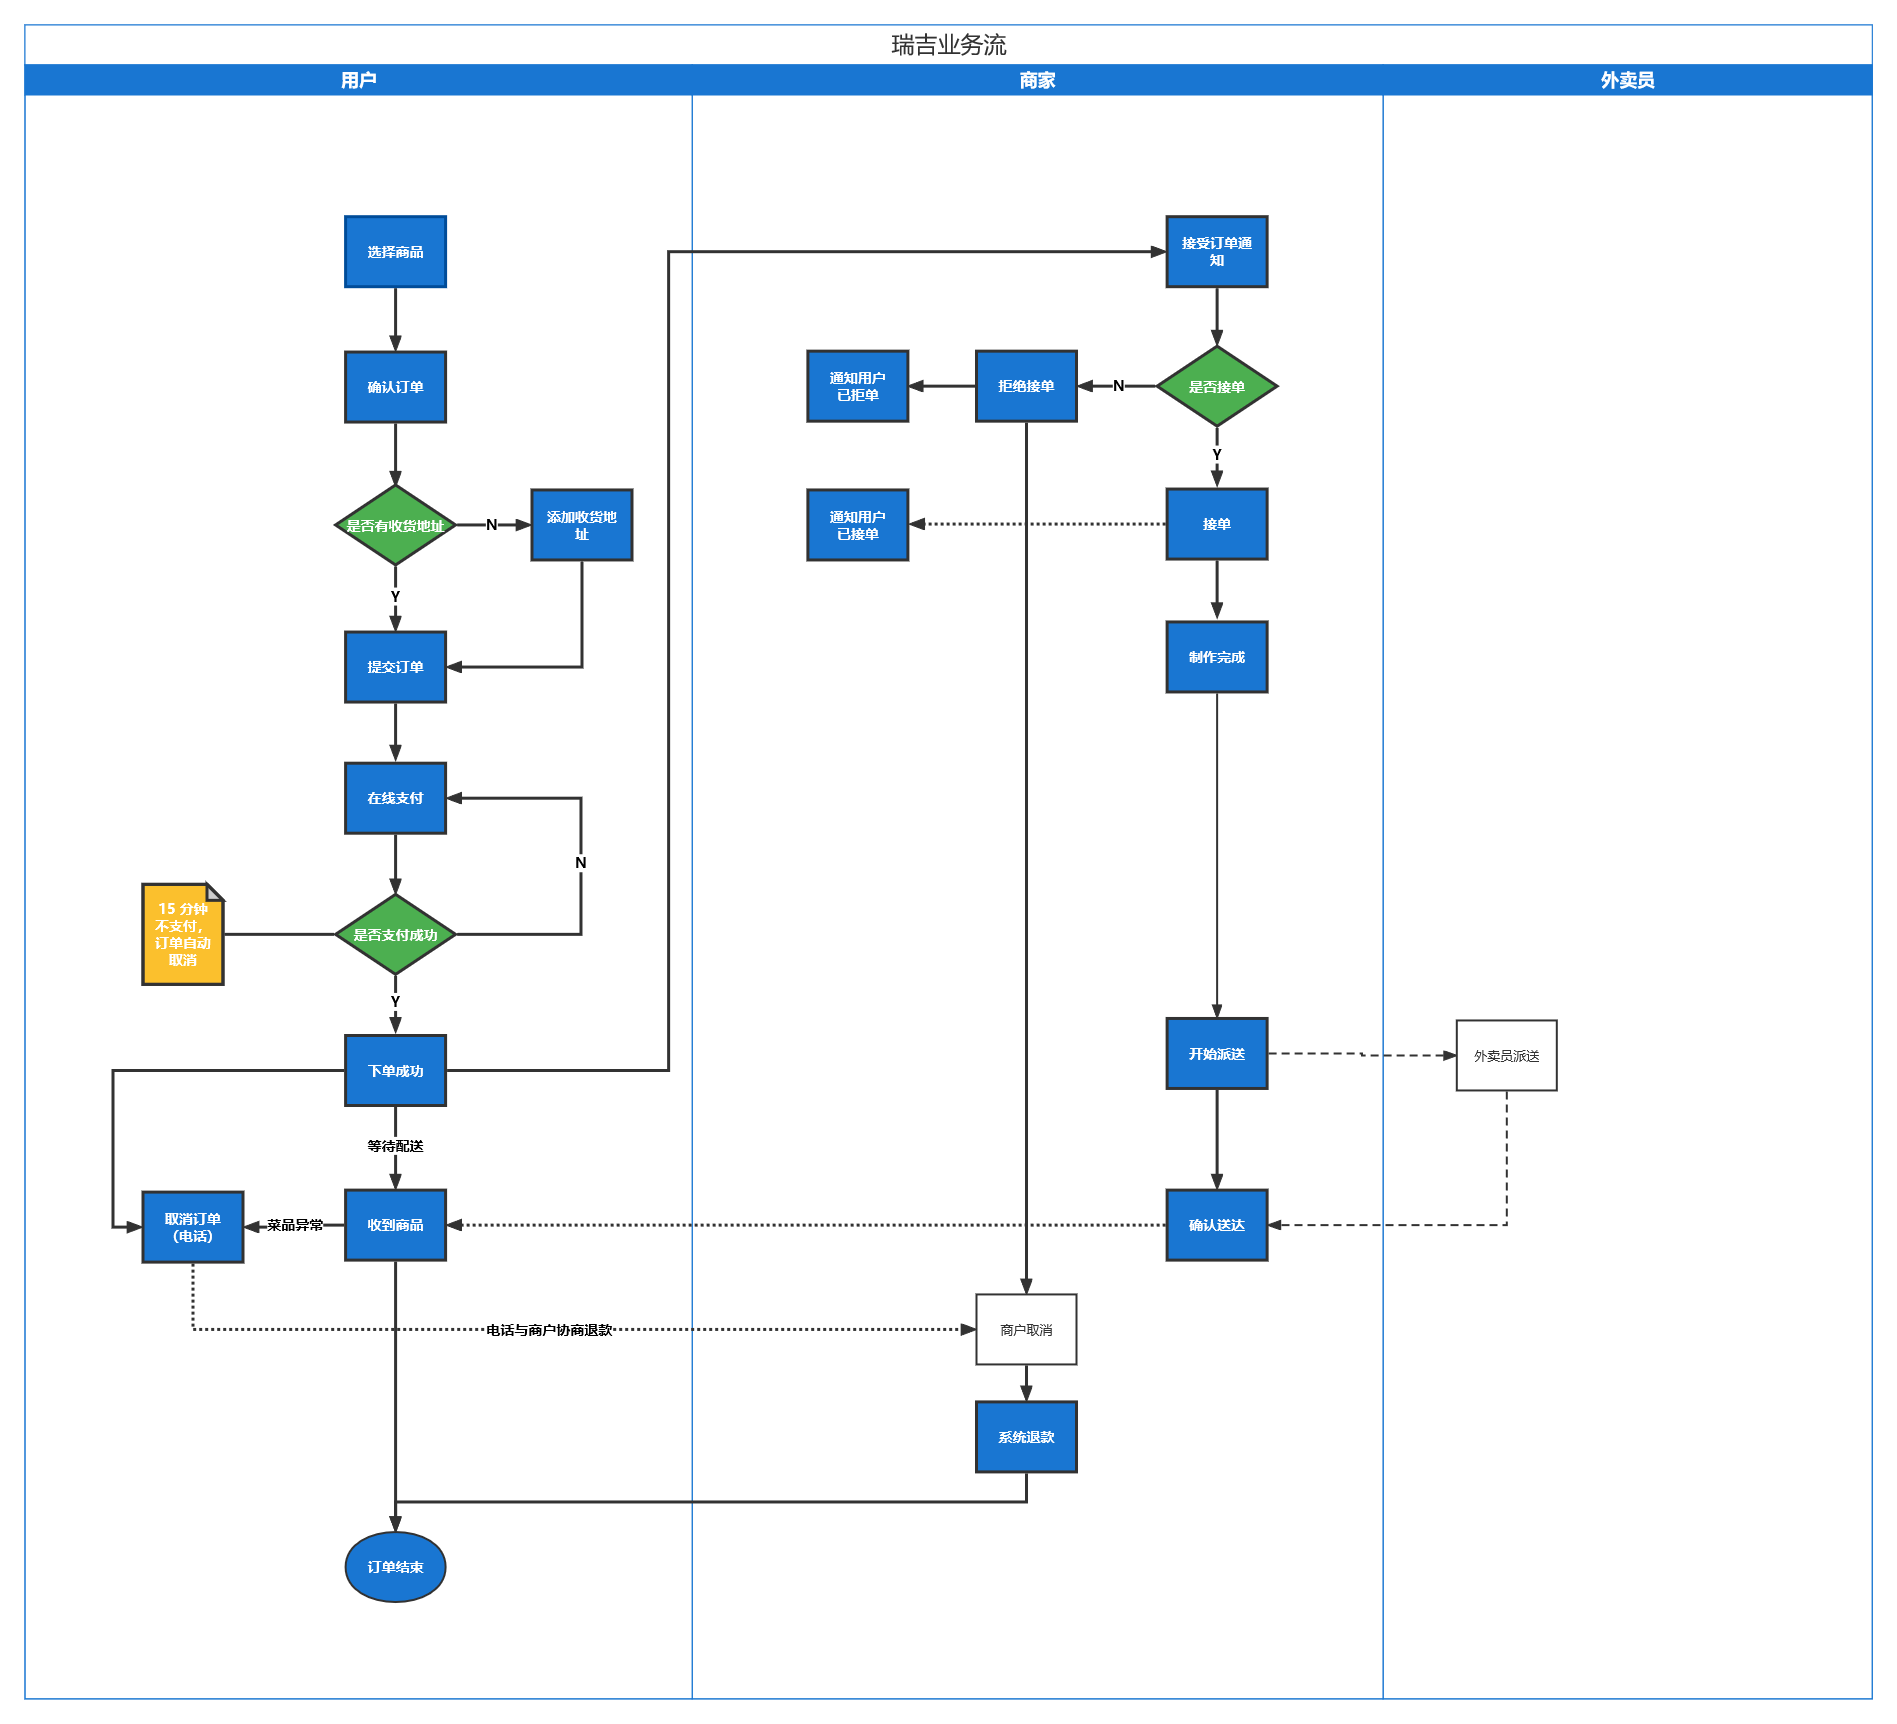 瑞吉业务流
用户
商家
外卖员
选择商品
接受订单通
知
确认订单
通知用户
已拒单
拒绝接单
N
是否接单
Y
是否有收货地址
N
添加收货地
址
通知用户
已接单
接单
Y
提交订单
制作完成
在线支付
N
15 分钟
不支付，
订单自动
取消
是否支付成功
Y
下单成功
开始派送
外卖员派送
等待配送
取消订单
（电话）
菜品异常
收到商品
确认送达
电话与商户协商退款
商户取消
系统退款
订单结束